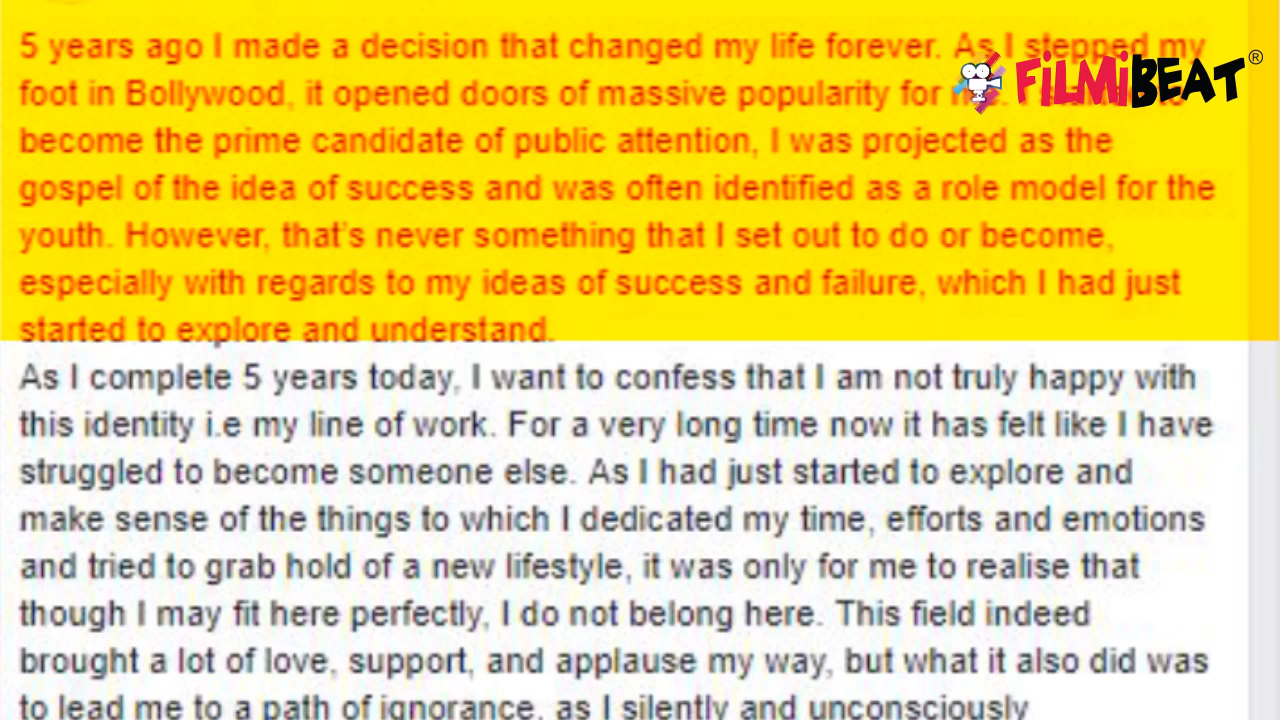 5 years ago I made a decision that changed my life forever. As I stepped my
foot in Bollywood, it opened doors of massive popularity for
become the prime candidate of public attention, I was projected as the
gospel of the idea of success and was often identified as a role model for the
youth. However, that's never something that I set out to do or become,
especially with regards to my ideas of success and failure, which I had just
started to explore and understand.
As I complete 5 years today, I want to confess that I am not truly happy with
this identity i.e my line of work. For a very long time now it has felt like I have
struggled to become someone else. As I had just started to explore and
make sense of the things to which I dedicated my time, efforts and emotions
and tried to grab hold of a new lifestyle, it was only for me to realise that
though I may fit here perfectly, I do not belong here. This field indeed
brought a lot of love, support, and applause my way, but what it also did was
to lead me to a path of ignorance, as I silently and unconsciously
FiLMiBEAT®